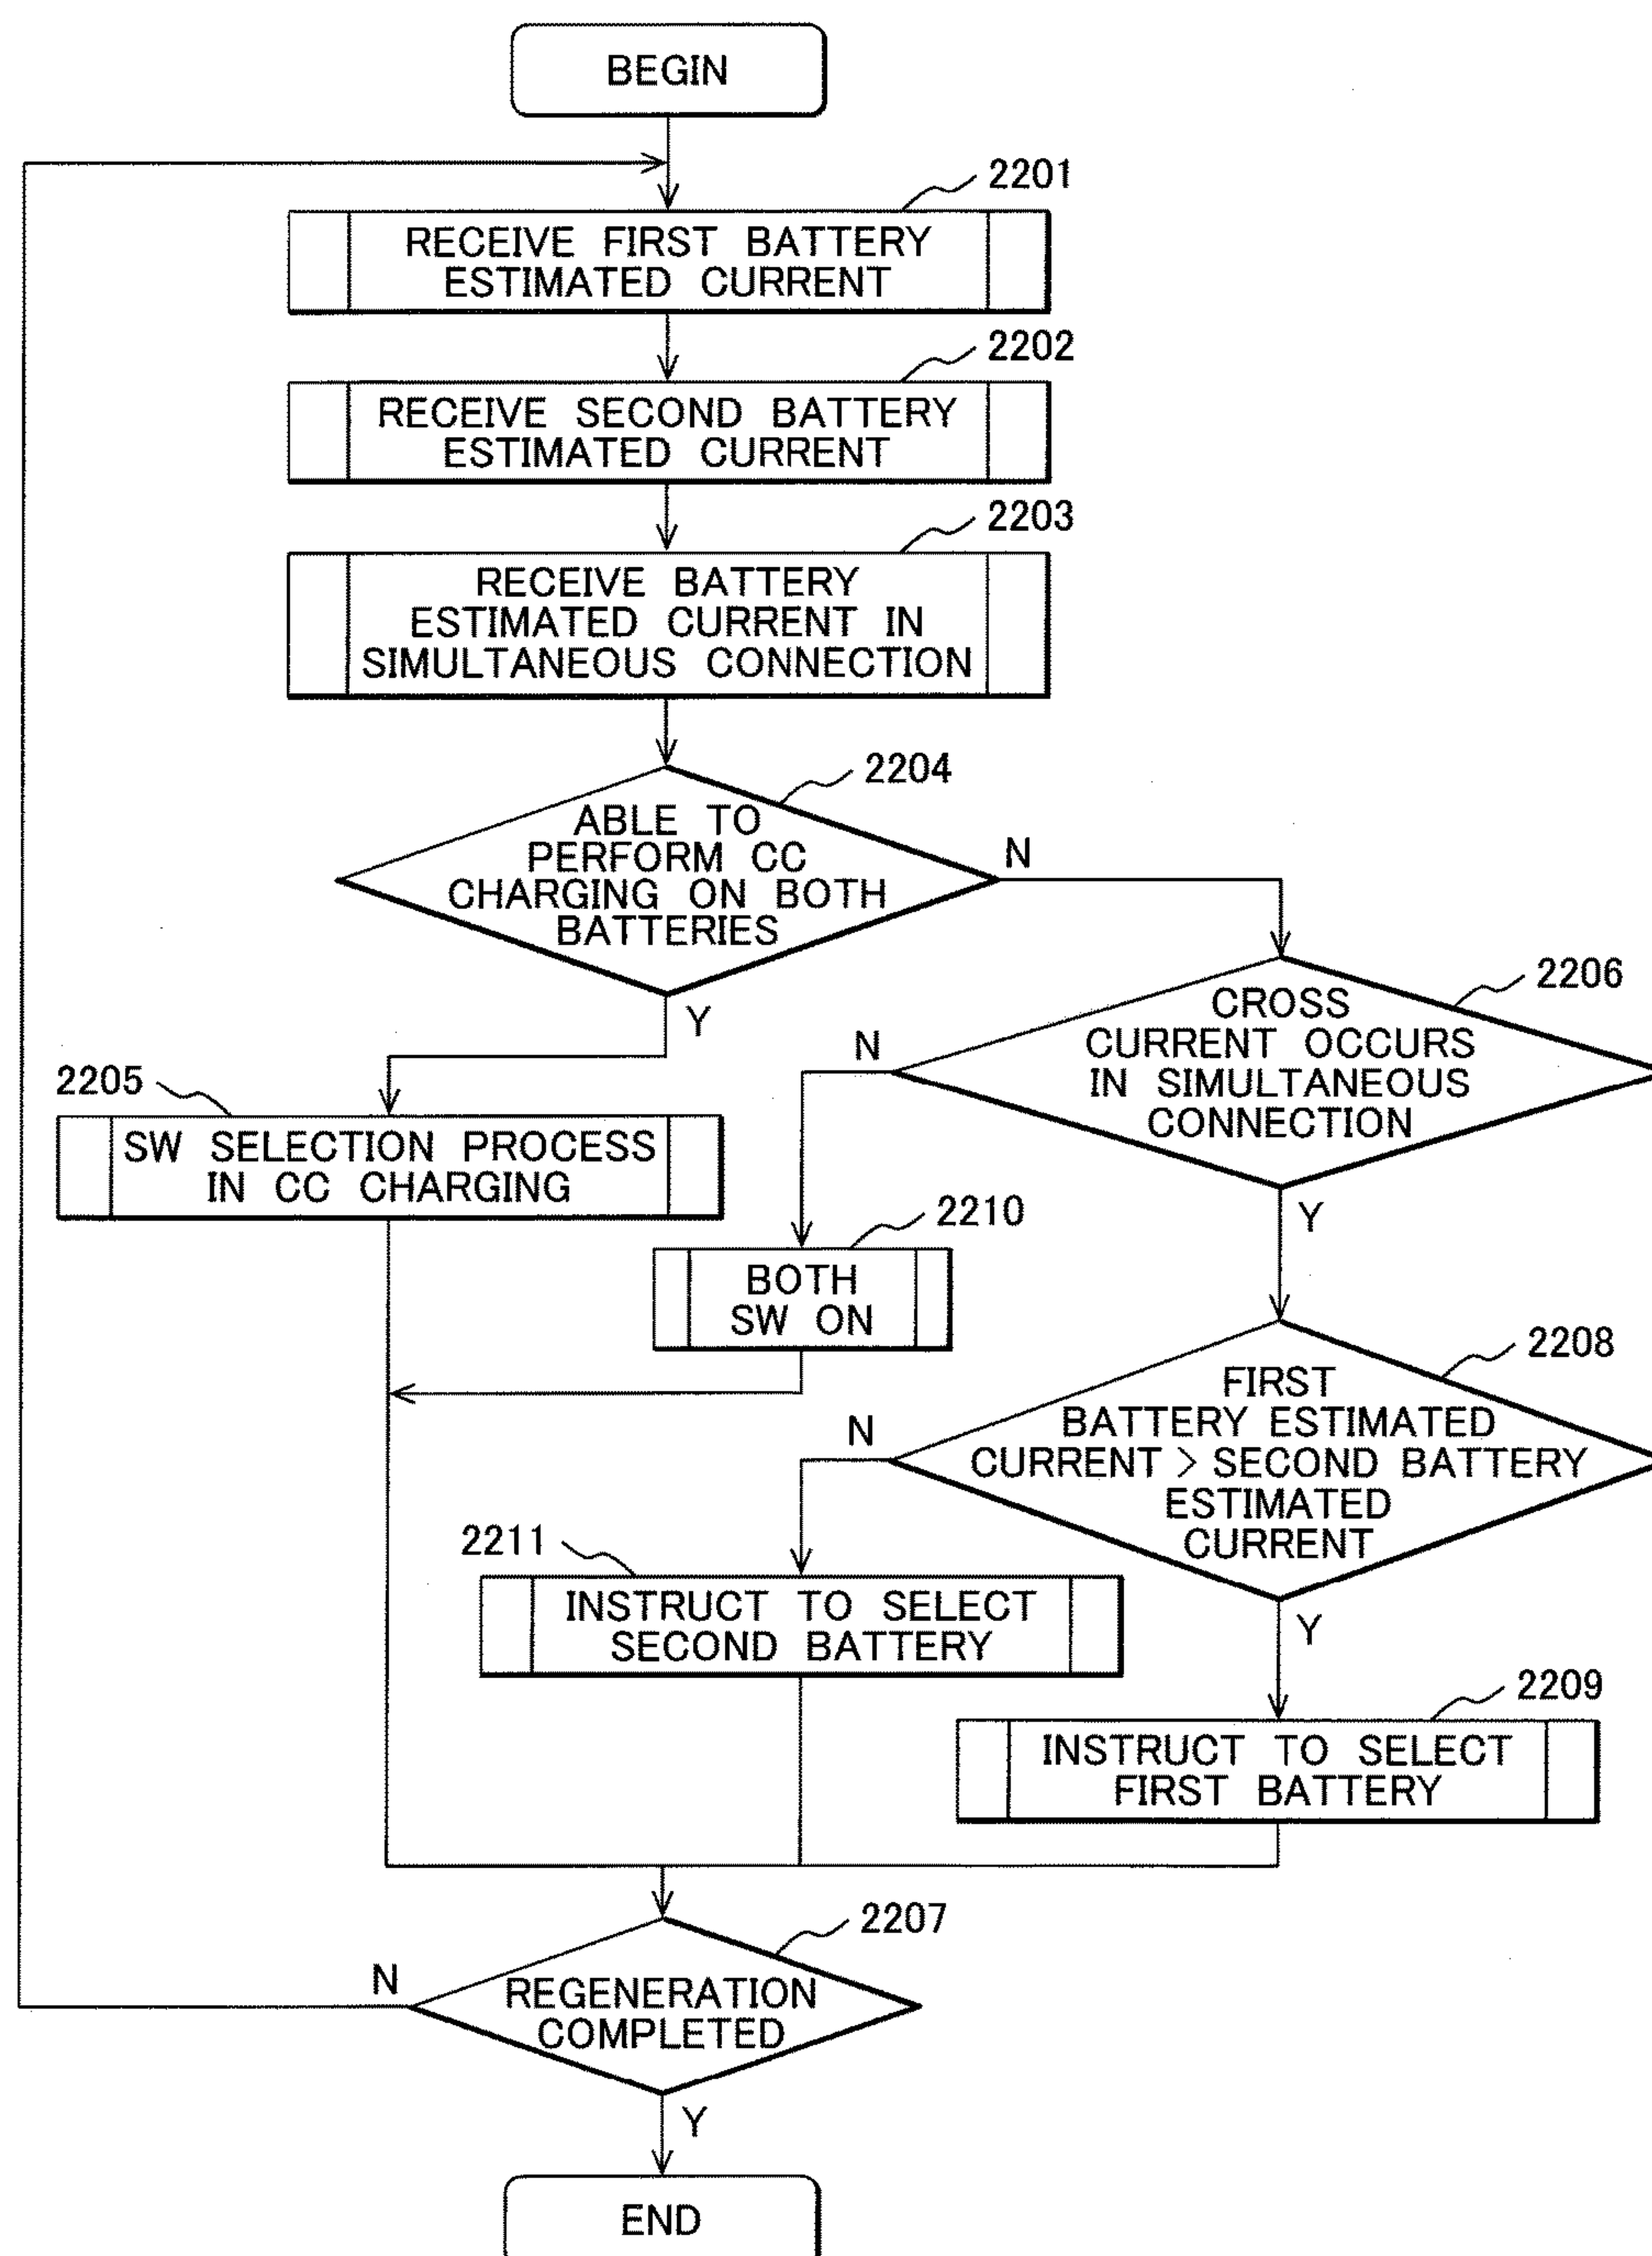 BEGIN
2201
RECEIVE FIRST BATTERY
ESTIMATED CURRENT
2202
RECEIVE SECOND BATTERY
ESTIMATED CURRENT
2203
RECEIVE BATTERY
ESTIMATED CURRENT IN
SIMULTANEOUS CONNECTION
2204
ABLE TO
PERFORM CC
CHARGING ON BOTH
BATTERIES
N
Y
2205
SW SELECTION PROCESS
IN CC CHARGING
2206
CROSS
CURRENT OCCURS
IN SIMULTANEOUS
CONNECTION
N
Y
2210
BOTH
SW ON
2208
FIRST
BATTERY ESTIMATED
CURRENT > SECOND BATTERY
ESTIMATED
CURRENT
N
Y
2211
INSTRUCT TO SELECT
SECOND BATTERY
2209
INSTRUCT TO SELECT
FIRST BATTERY
2207
REGENERATION
COMPLETED
N
Y
END